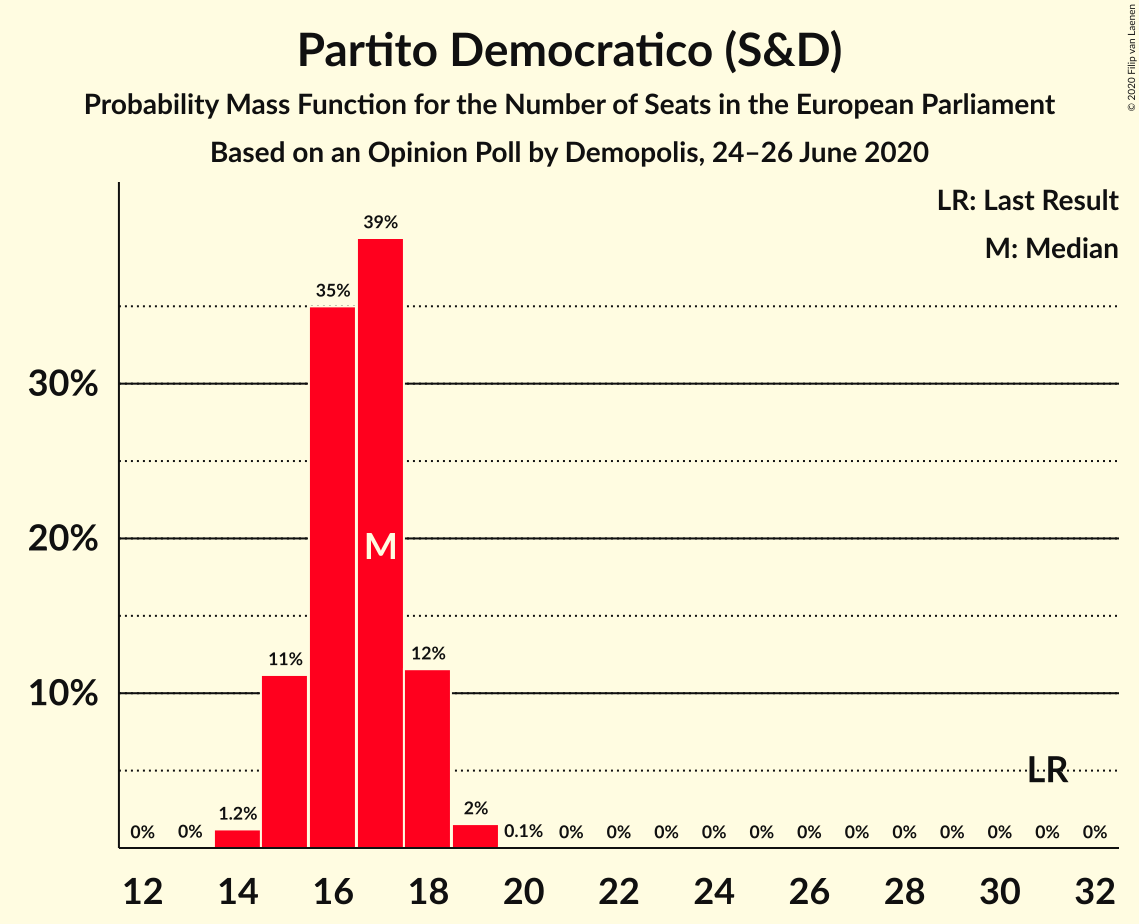 Partito Democratico (S&D)
Probability Mass Function for the Number of Seats in the European Parliament
Based on an Opinion Poll by Demopolis, 24–26 June 2020
© 2020 Filip van Laenen
LR: Last Result
M: Median
39%
35%
30%
20%
M
12%
11%
10%
LR
2%
1.2%
0% 0% 0.1% 0% 0% 0% 0% 0% 0% 0% 0% 0% 0% 0% 0%
12 14 16 18 20 22 24 26 28 30 32